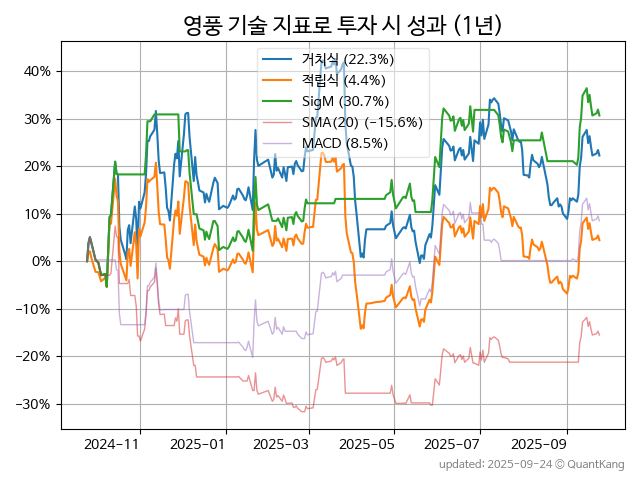 영풍 기술 지표로 투자 시 성과 (1년)
거치식 (22.3%)
적립식 (4.4%)
SigM (30.7%)
SMA(20) (−15.6%)
MACD (8.5%)
40%
30%
20%
10%
0%
−10%
−20%
−30%
2024-11
2025-01
2025-03
2025-05
2025-07
2025-09
updated: 2025-09-24 © QuantKang